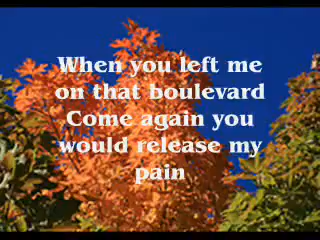 When you left me
on that boulevard
Come again you
would release my
pain